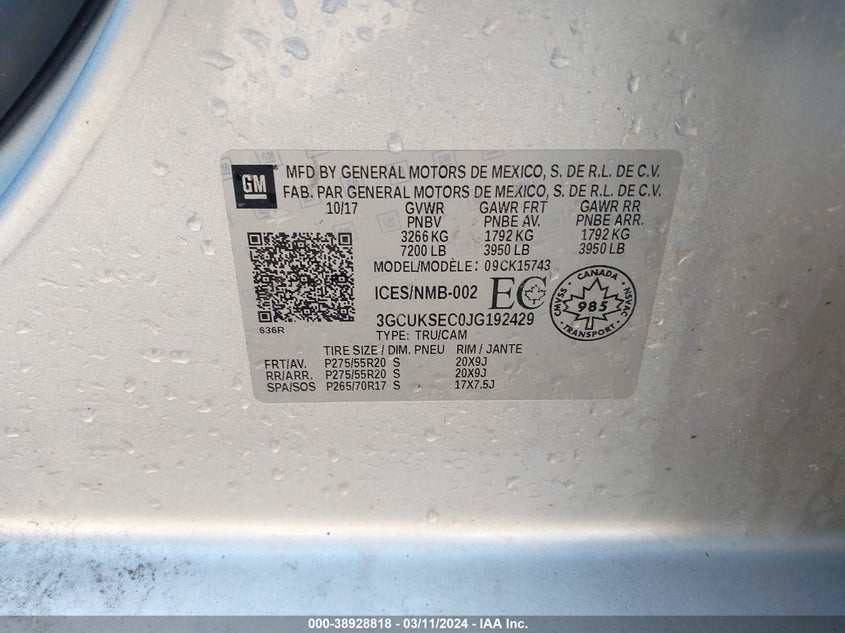 GM
MFD BY GENERAL MOTORS DE MEXICO, S. DE R.L. DE C.V.
FAB. PAR GENERAL MOTORS DE MEXICO, S. DE R.L. DE C.V.
10/17 GVWR GAWR FRT GAWR RR
PNBV PNBE AV. PNBE ARR.
3266 KG 1792 KG 1792 KG
7200 LB 3950 LB 3950 LB
MODEL/MODÈLE: 09CK15743
ICES/NMB-002 EC
CANADA
CMVSS 985 NSVAC
TRANSPORT
3GCUKSEC0JG192429
636R
TYPE: TRU/CAM
TIRE SIZE / DIM. PNEU RIM / JANTE
FRT/AV. P275/55R20 S 20X9J
RR/ARR. P275/55R20 S 20X9J
SPA/SOS P265/70R17 S 17X7.5J
000-38928818 - 03/11/2024 - IAA Inc.